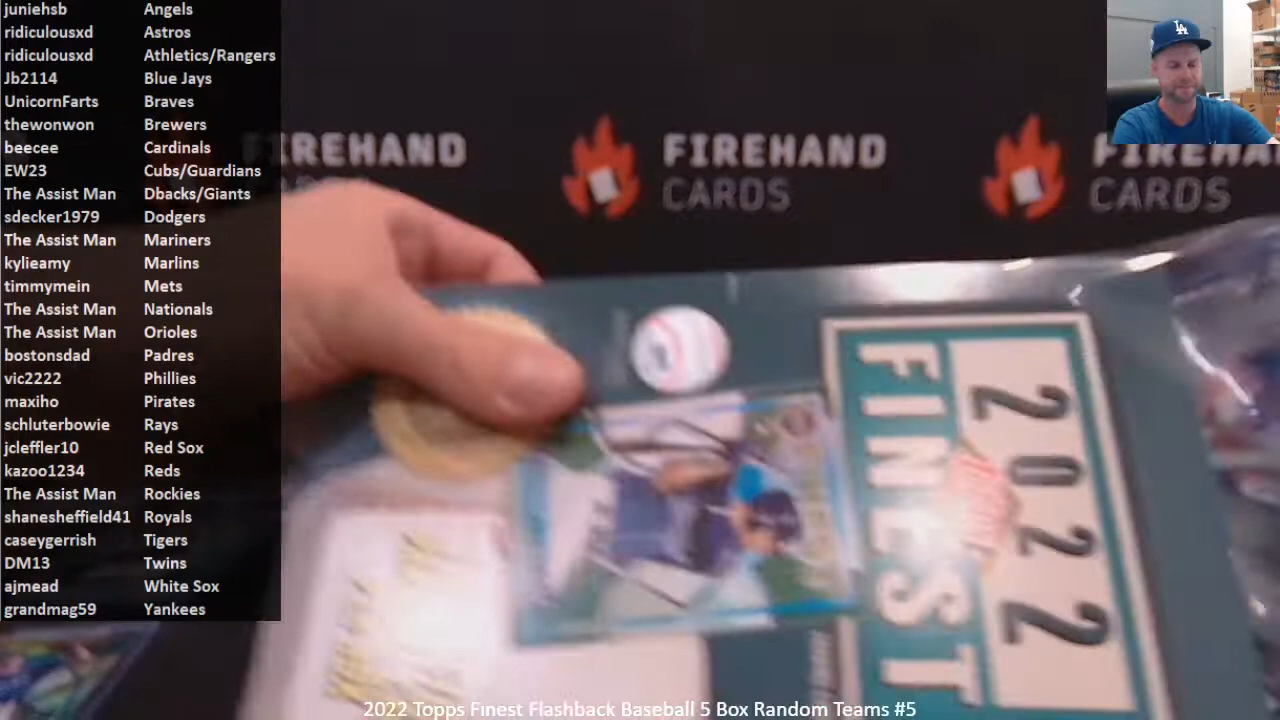 juniehsb Angels
ridiculousxd Astros
ridiculousxd Athletics/Rangers
Jb2114 Blue Jays
UnicornFarts Braves
thewonwon Brewers
beecee Cardinals
EW23 Cubs/Guardians
The Assist Man Dbacks/Giants
sdecker1979 Dodgers
The Assist Man Mariners
kylieamy Marlins
timmymein Mets
The Assist Man Nationals
The Assist Man Orioles
bostonsdad Padres
vic2222 Phillies
maxiho Pirates
schluterbowie Rays
jcleffler10 Red Sox
kazoo1234 Reds
The Assist Man Rockies
shanesheffield41 Royals
caseygerrish Tigers
DM13 Twins
ajmead White Sox
grandmag59 Yankees
FIREHAND
CARDS
FIREHAND
CARDS
FIREHA
CARDS
LA
2022
FINEST
2022 Topps Finest Flashback Baseball 5 Box Random Teams #5